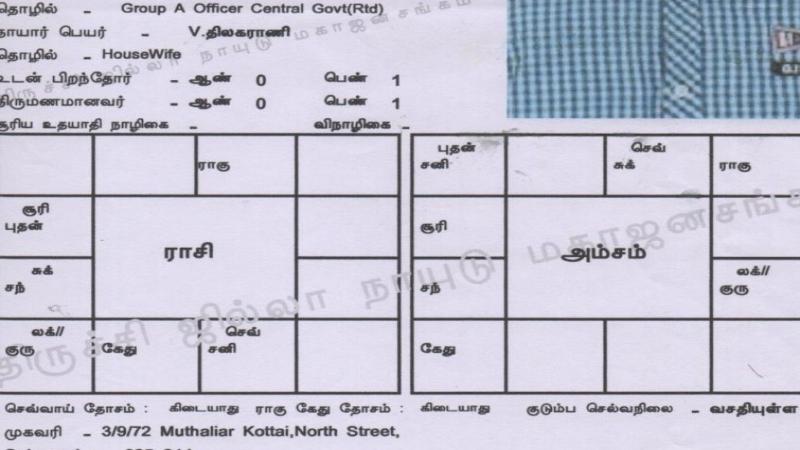 தொழில் - Group A Officer Central Govt(Rtd)
தாயார் பெயர் - V.திலகராணி
தொழில் - HouseWife
உடன் பிறந்தோர் - ஆண் 0 பெண் 1
திருமணமானவர் - ஆண் 0 பெண் 1
சூரிய உதயாதி நாழிகை - விநாழிகை -
ராகு
சூரி
புதன்
ராசி
சுக்
சந்
லக்//
குரு
கேது
செவ்
சனி
புதன்
சனி
செவ்
சுக்
ராகு
சூரி
அம்சம்
சந்
லக்//
குரு
கேது
திருச்சி ஜில்லா நாயுடு மகாஜனசங்க
செவ்வாய் தோசம் : கிடையாது ராகு கேது தோசம் : கிடையாது குடும்ப செல்வநிலை - வசதியுள்ள
முகவரி - 3/9/72 Muthaliar Kottai,North Street,